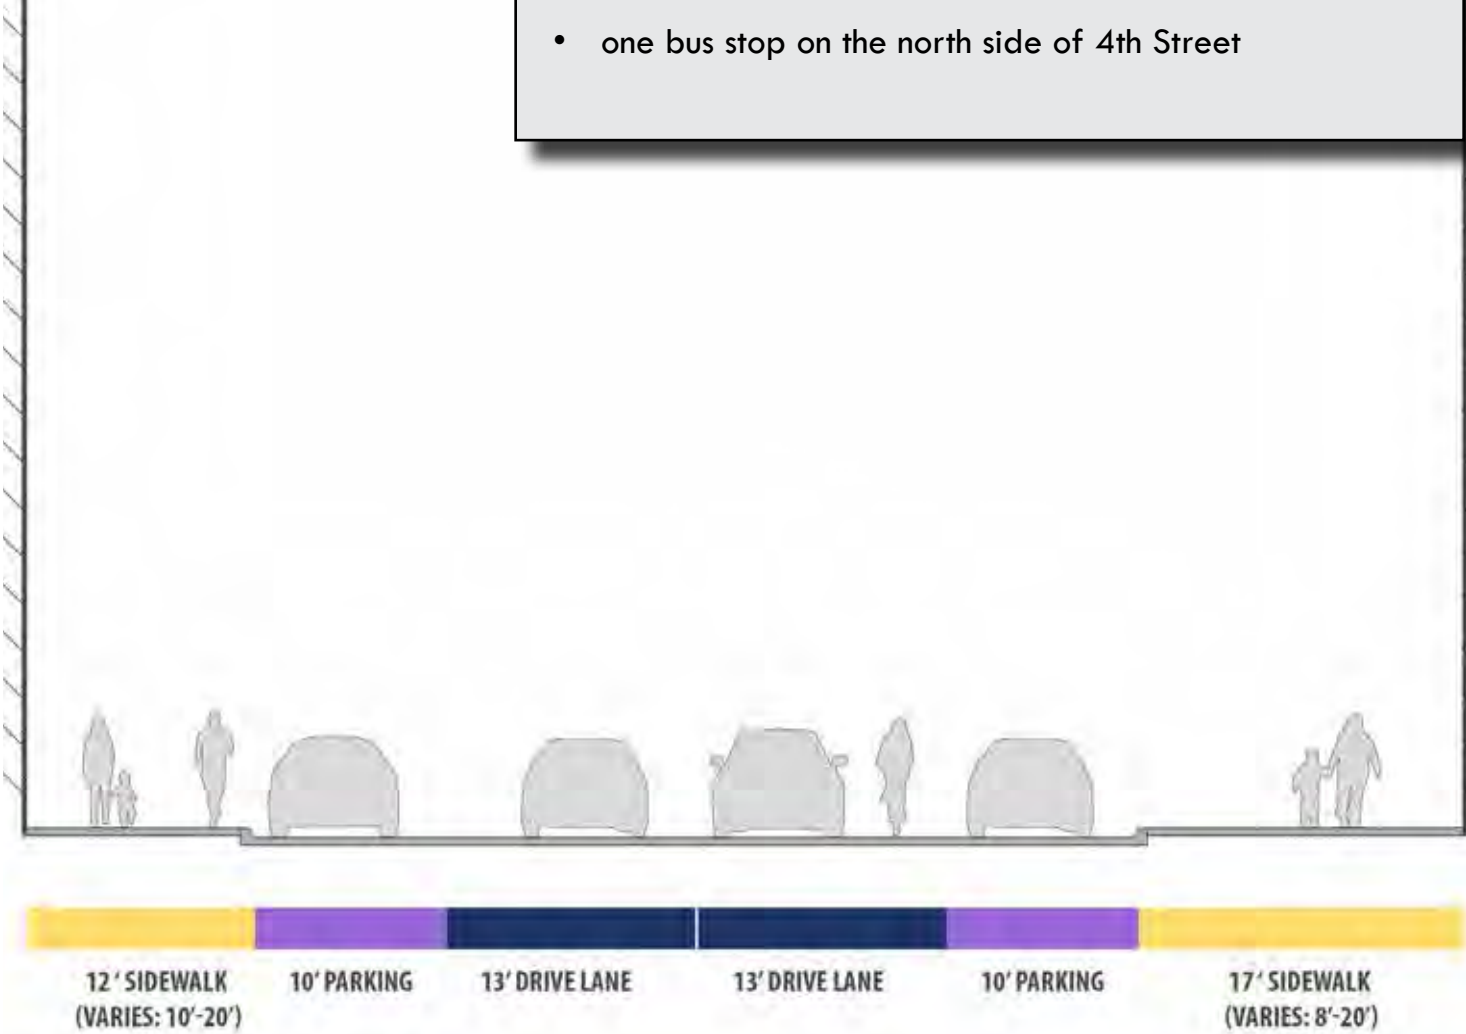 • one bus stop on the north side of 4th Street
12' SIDEWALK
(VARIES: 10'-20')
10' PARKING
13' DRIVE LANE
13' DRIVE LANE
10' PARKING
17' SIDEWALK
(VARIES: 8'-20')